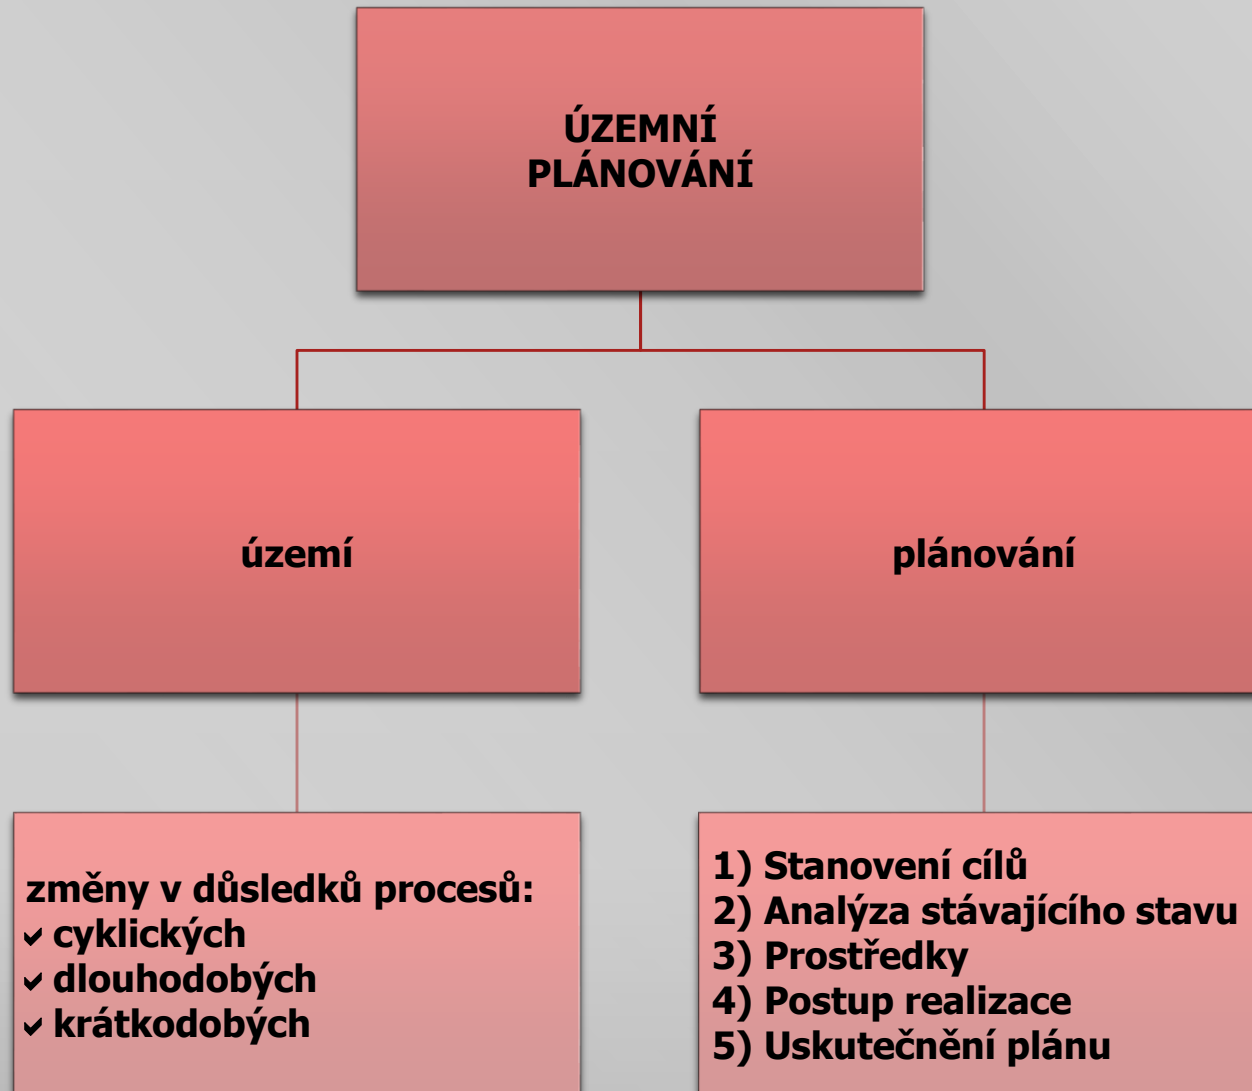 ÚZEMNÍ
PLÁNOVÁNÍ
území
plánování
změny v důsledků procesů:
✓ cyklických
✓ dlouhodobých
✓ krátkodobých
1) Stanovení cílů
2) Analýza stávajícího stavu
3) Prostředky
4) Postup realizace
5) Uskutečnění plánu